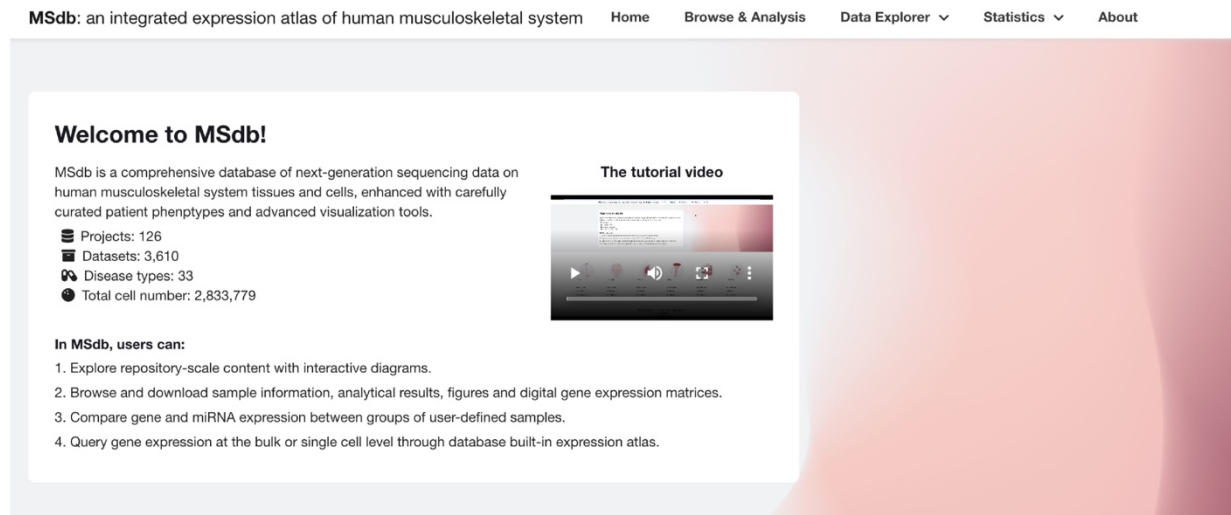 MSdb: an integrated expression atlas of human musculoskeletal system Home Browse & Analysis Data Explorer Statistics About
Welcome to MSdb!
MSdb is a comprehensive database of next-generation sequencing data on
human musculoskeletal system tissues and cells, enhanced with carefully
curated patient phenptypes and advanced visualization tools.
Projects: 126
Datasets: 3,610
Disease types: 33
Total cell number: 2,833,779
The tutorial video
In MSdb, users can:
1. Explore repository-scale content with interactive diagrams.
2. Browse and download sample information, analytical results, figures and digital gene expression matrices.
3. Compare gene and miRNA expression between groups of user-defined samples.
4. Query gene expression at the bulk or single cell level through database built-in expression atlas.